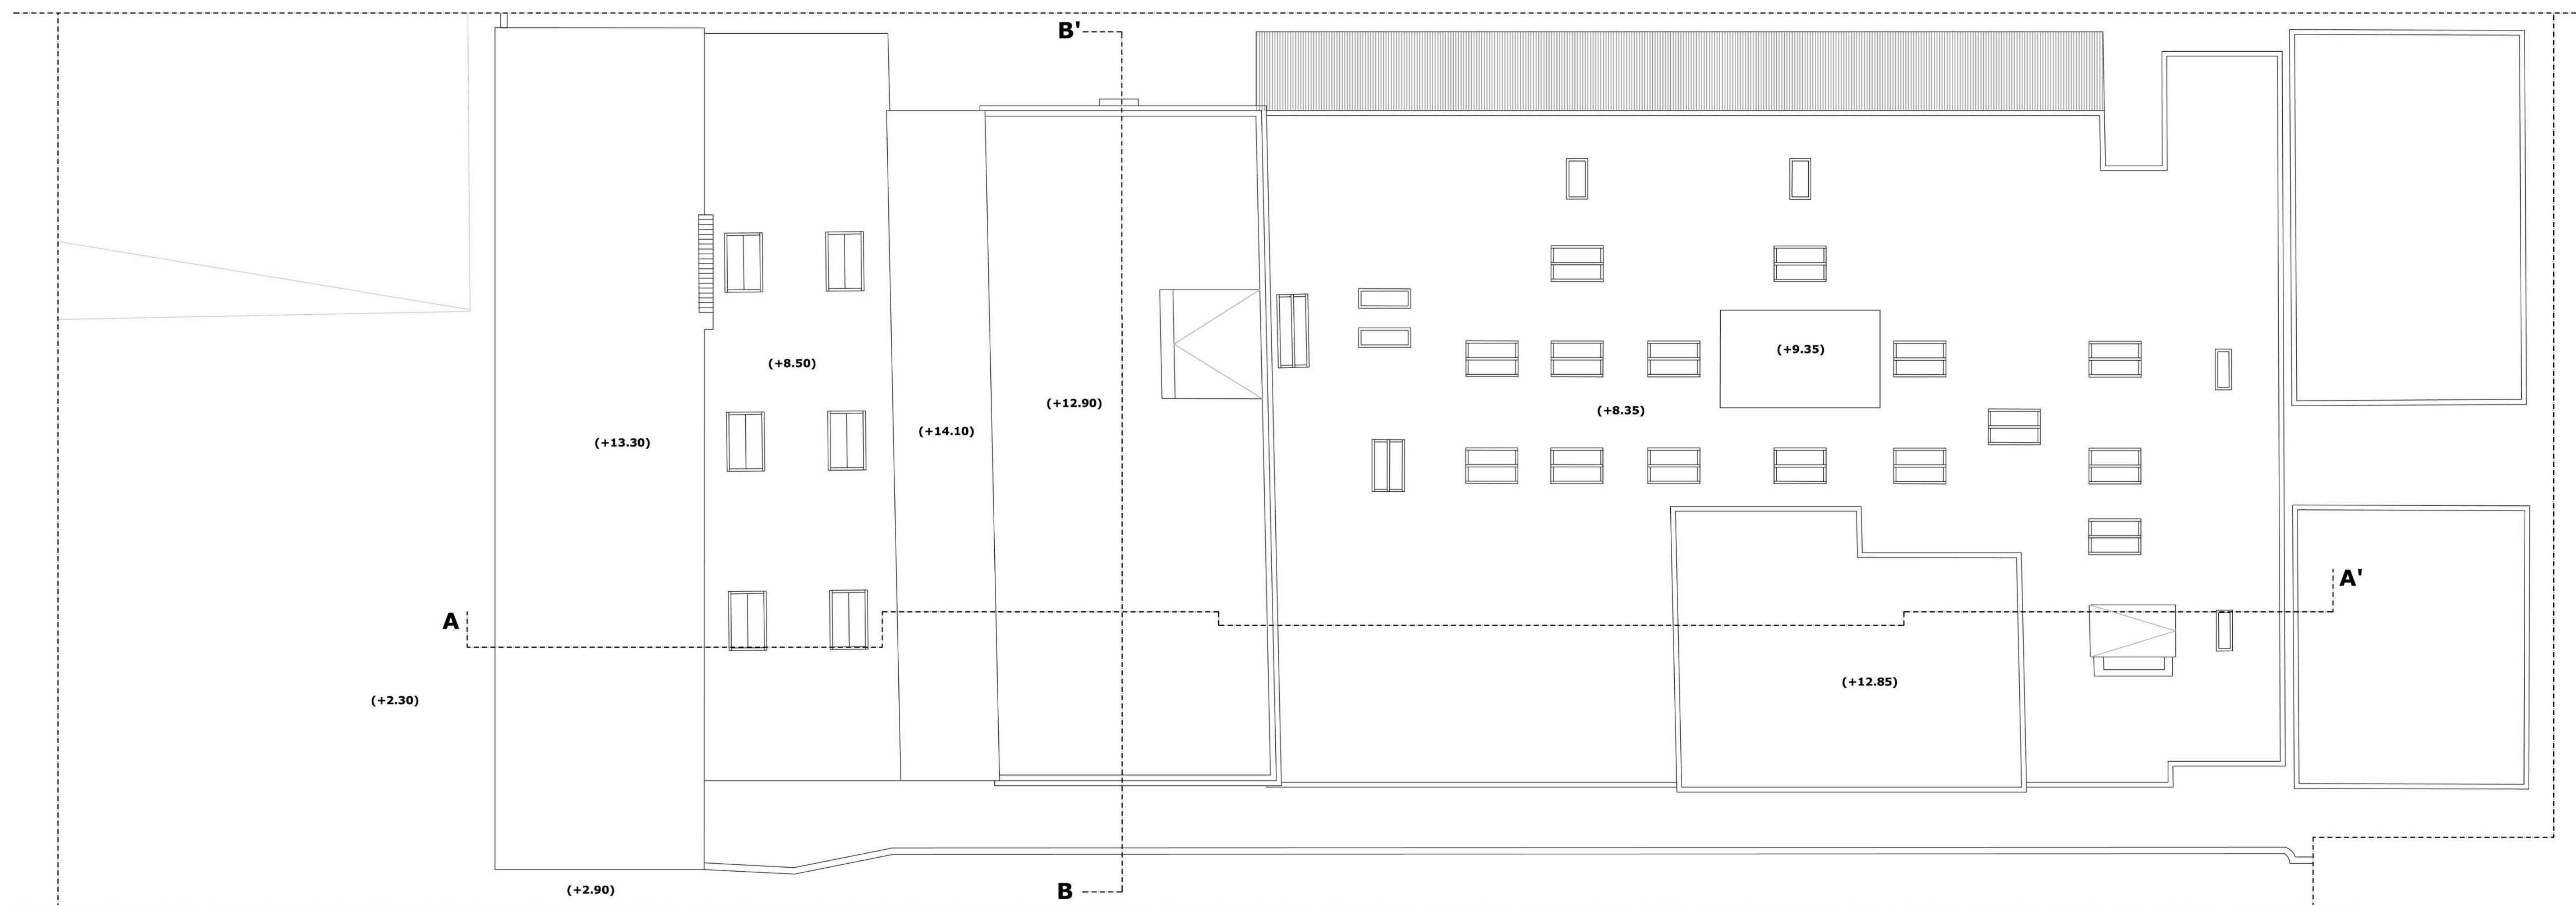 B'
(+9.35)
(+8.50)
(+12.90)
(+8.35)
(+14.10)
(+13.30)
A'
A
(+12.85)
(+2.30)
(+2.90)
B